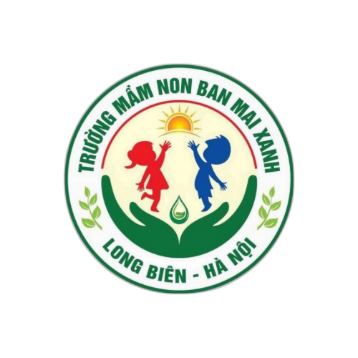 TRƯỜNG MẦM NON BAN MAI XANH
LONG BIÊN - HÀ NỘI